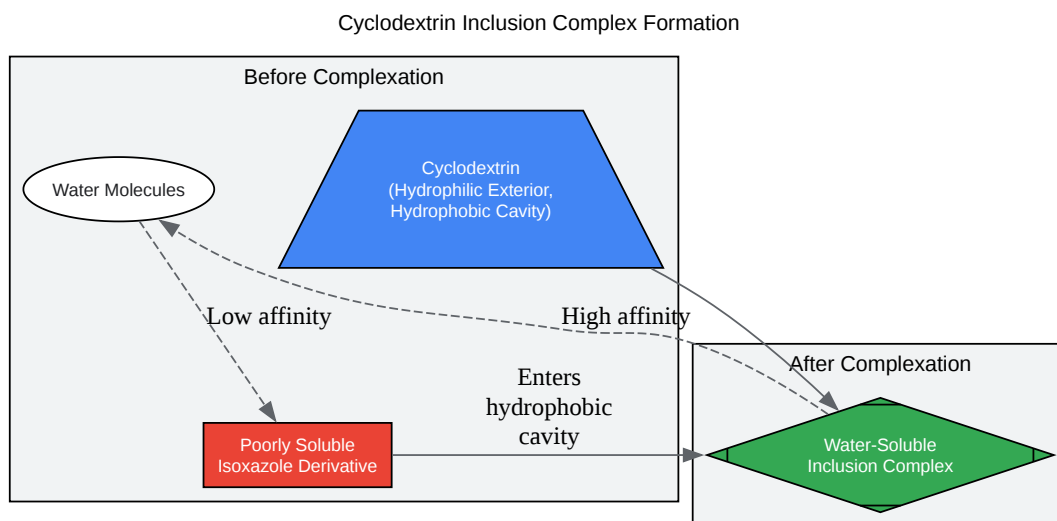 Cyclodextrin Inclusion Complex Formation
Before Complexation
Cyclodextrin
(Hydrophilic Exterior,
Hydrophobic Cavity)
Water Molecules
Low affinity
High affinity
After Complexation
Enters
hydrophobic
cavity
Poorly Soluble
Isoxazole Derivative
Water-Soluble
Inclusion Complex